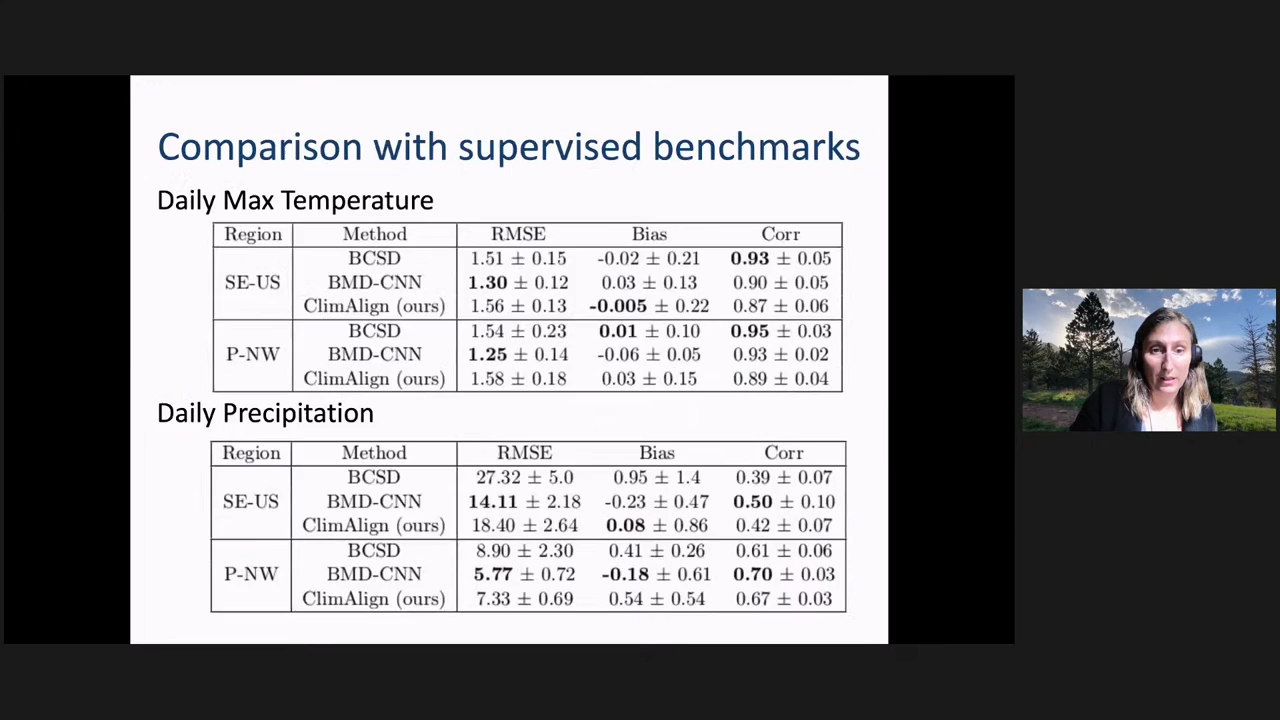 Comparison with supervised benchmarks
Daily Max Temperature
Region Method RMSE Bias Corr
BCSD 1.51 ± 0.15 -0.02 ± 0.21 0.93 ± 0.05
SE-US BMD-CNN 1.30 ± 0.12 0.03 ± 0.13 0.90 ± 0.05
ClimAlign (ours) 1.56 ± 0.13 -0.005 ± 0.22 0.87 ± 0.06
BCSD 1.54 ± 0.23 0.01 ± 0.10 0.95 ± 0.03
P-NW BMD-CNN 1.25 ± 0.14 -0.06 ± 0.05 0.93 ± 0.02
ClimAlign (ours) 1.58 ± 0.18 0.03 ± 0.15 0.89 ± 0.04
Daily Precipitation
Region Method RMSE Bias Corr
BCSD 27.32 ± 5.0 0.95 ± 1.4 0.39 ± 0.07
SE-US BMD-CNN 14.11 ± 2.18 -0.23 ± 0.47 0.50 ± 0.10
ClimAlign (ours) 18.40 ± 2.64 0.08 ± 0.86 0.42 ± 0.07
BCSD 8.90 ± 2.30 0.41 ± 0.26 0.61 ± 0.06
P-NW BMD-CNN 5.77 ± 0.72 -0.18 ± 0.61 0.70 ± 0.03
ClimAlign (ours) 7.33 ± 0.69 0.54 ± 0.54 0.67 ± 0.03